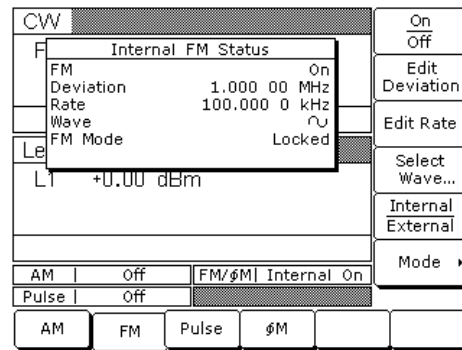 CW
Internal FM Status
FM On
Deviation 1.000 00 MHz
Rate 100.000 0 kHz
Wave
FM Mode Locked
F
Le
L1 +0.00 dBm
AM | Off
FM/ϕM| Internal On
Pulse | Off
On
Off
Edit
Deviation
Edit Rate
Select
Wave...
Internal
External
Mode
AM
FM
Pulse
ϕM